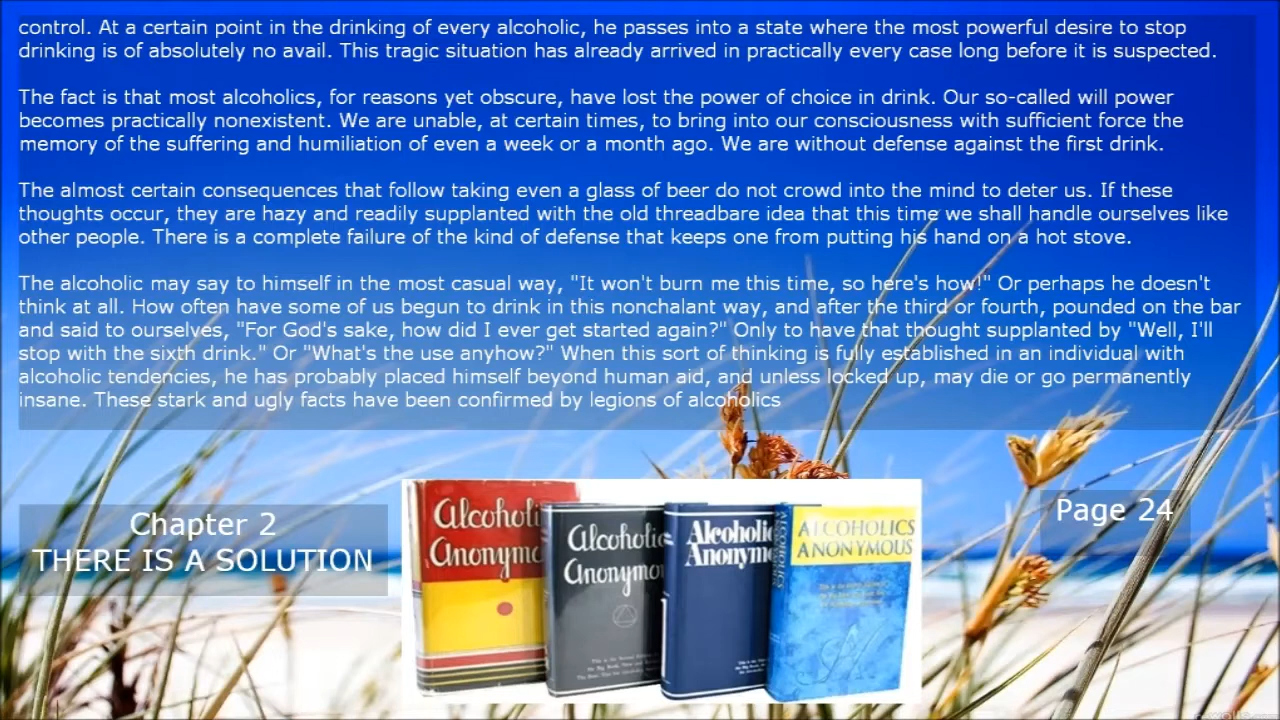 control. At a certain point in the drinking of every alcoholic, he passes into a state where the most powerful desire to stop
drinking is of absolutely no avail. This tragic situation has already arrived in practically every case long before it is suspected.
The fact is that most alcoholics, for reasons yet obscure, have lost the power of choice in drink. Our so-called will power
becomes practically nonexistent. We are unable, at certain times, to bring into our consciousness with sufficient force the
memory of the suffering and humiliation of even a week or a month ago. We are without defense against the first drink.
The almost certain consequences that follow taking even a glass of beer do not crowd into the mind to deter us. If these
thoughts occur, they are hazy and readily supplanted with the old threadbare idea that this time we shall handle ourselves like
other people. There is a complete failure of the kind of defense that keeps one from putting his hand on a hot stove.
The alcoholic may say to himself in the most casual way, "It won't burn me this time, so here's how!" Or perhaps he doesn't
think at all. How often have some of us begun to drink in this nonchalant way, and after the third or fourth, pounded on the bar
and said to ourselves, "For God's sake, how did I ever get started again?" Only to have that thought supplanted by "Well, I'll
stop with the sixth drink." Or "What's the use anyhow?" When this sort of thinking is fully established in an individual with
alcoholic tendencies, he has probably placed himself beyond human aid, and unless locked up, may die or go permanently
insane. These stark and ugly facts have been confirmed by legions of alcoholics
Chapter 2
THERE IS A SOLUTION
Alcoholi
Anonymo
Alcoholic
Anonymou
Alcoholic
Anonymo
ALCOHOLICS
ALCOHOLICS
ANONYMOUS
Page 24